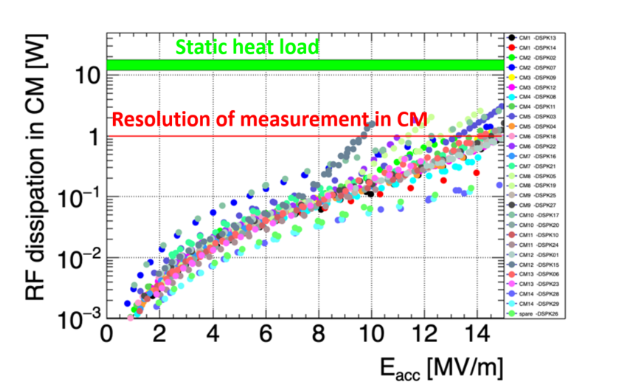 Static heat load
Resolution of measurement in CM
RF dissipation in CM [W]
10
1
10⁻¹
10⁻²
10⁻³
0 2 4 6 8 10 12 14
Eacc [MV/m]
CM1 -DSPK13
CM1 -DSPK14
CM2 -DSPK02
CM2 -DSPK07
CM3 -DSPK09
CM3 -DSPK12
CM4 -DSPK08
CM4 -DSPK11
CM5 -DSPK03
CM5 -DSPK04
CM6 -DSPK18
CM6 -DSPK22
CM7 -DSPK16
CM7 -DSPK21
CM8 -DSPK05
CM8 -DSPK19
CM9 -DSPK25
CM9 -DSPK27
CM10 -DSPK17
CM10 -DSPK20
CM11 -DSPK10
CM11 -DSPK24
CM12 -DSPK01
CM12 -DSPK15
CM13 -DSPK06
CM13 -DSPK23
CM14 -DSPK28
CM14 -DSPK29
spare -DSPK26